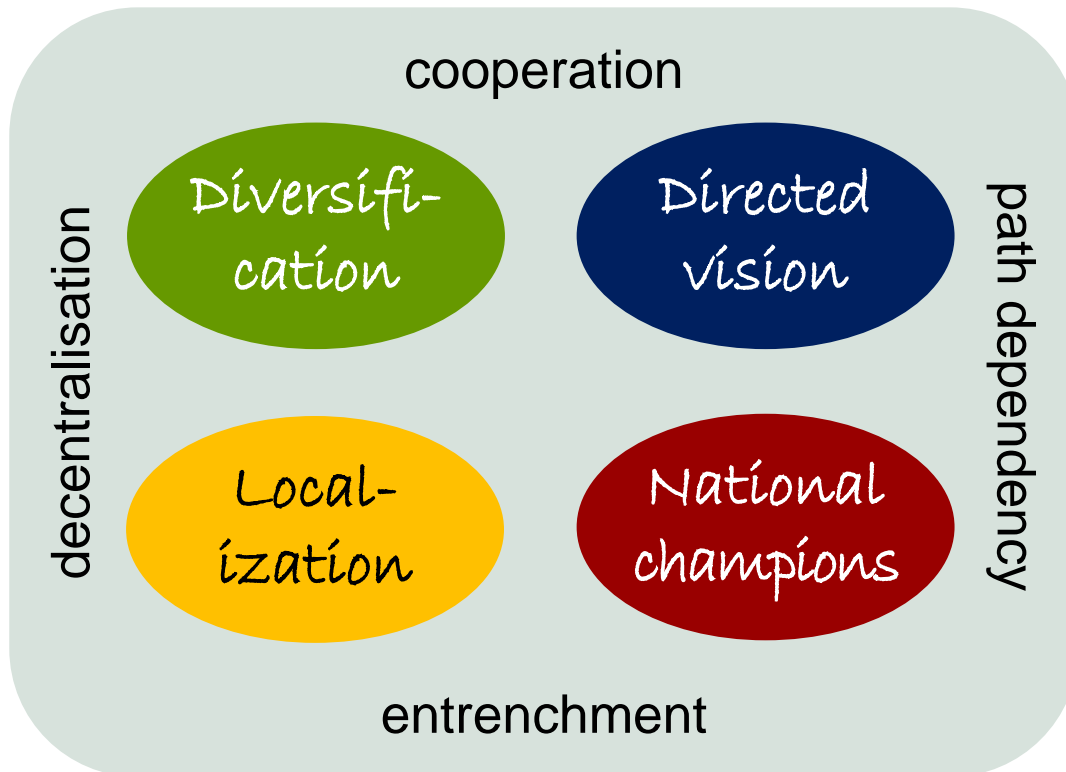 cooperation
Diversifi-
cation
Directed
vision
decentralisation
path dependency
Local-
ization
National
champions
entrenchment